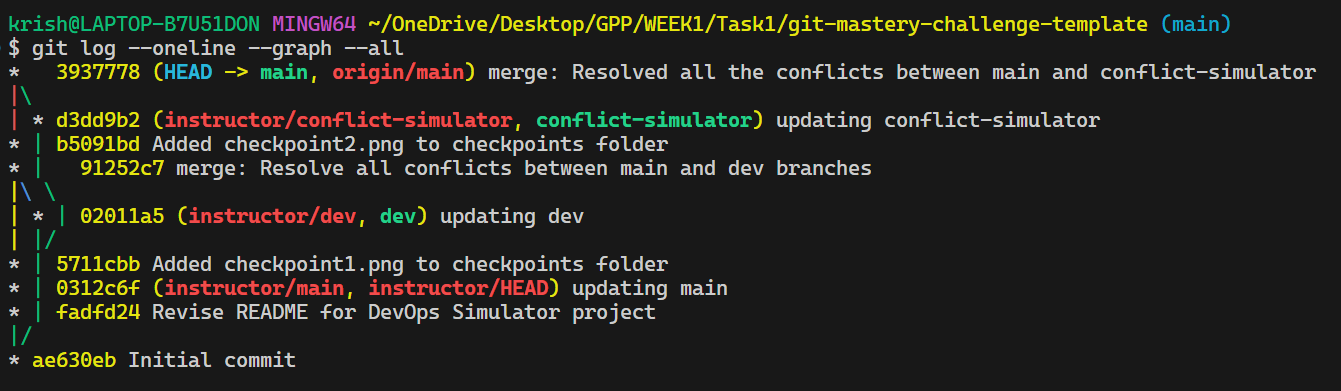 krish@LAPTOP-B7U51DON MINGW64 ~/OneDrive/Desktop/GPP/WEEK1/Task1/git-mastery-challenge-template (main)
$ git log --oneline --graph --all
*   3937778 (HEAD -> main, origin/main) merge: Resolved all the conflicts between main and conflict-simulator
|\
| * d3dd9b2 (instructor/conflict-simulator, conflict-simulator) updating conflict-simulator
* | b5091bd Added checkpoint2.png to checkpoints folder
* |   91252c7 merge: Resolve all conflicts between main and dev branches
|\ \
| * | 02011a5 (instructor/dev, dev) updating dev
| |/
* | 5711cbb Added checkpoint1.png to checkpoints folder
* | 0312c6f (instructor/main, instructor/HEAD) updating main
* | fadfd24 Revise README for DevOps Simulator project
|/
* ae630eb Initial commit